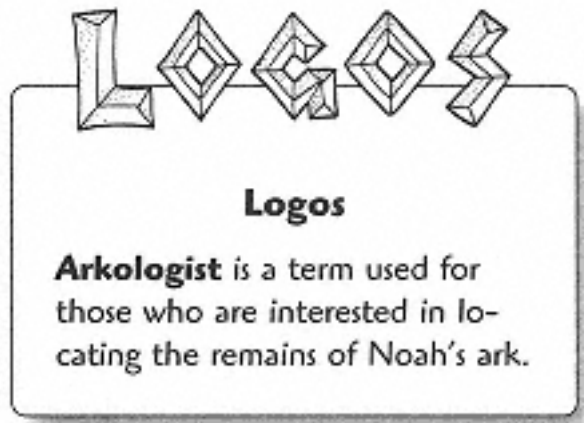 LOGOS
Logos
Arkologist is a term used for
those who are interested in lo-
cating the remains of Noah's ark.